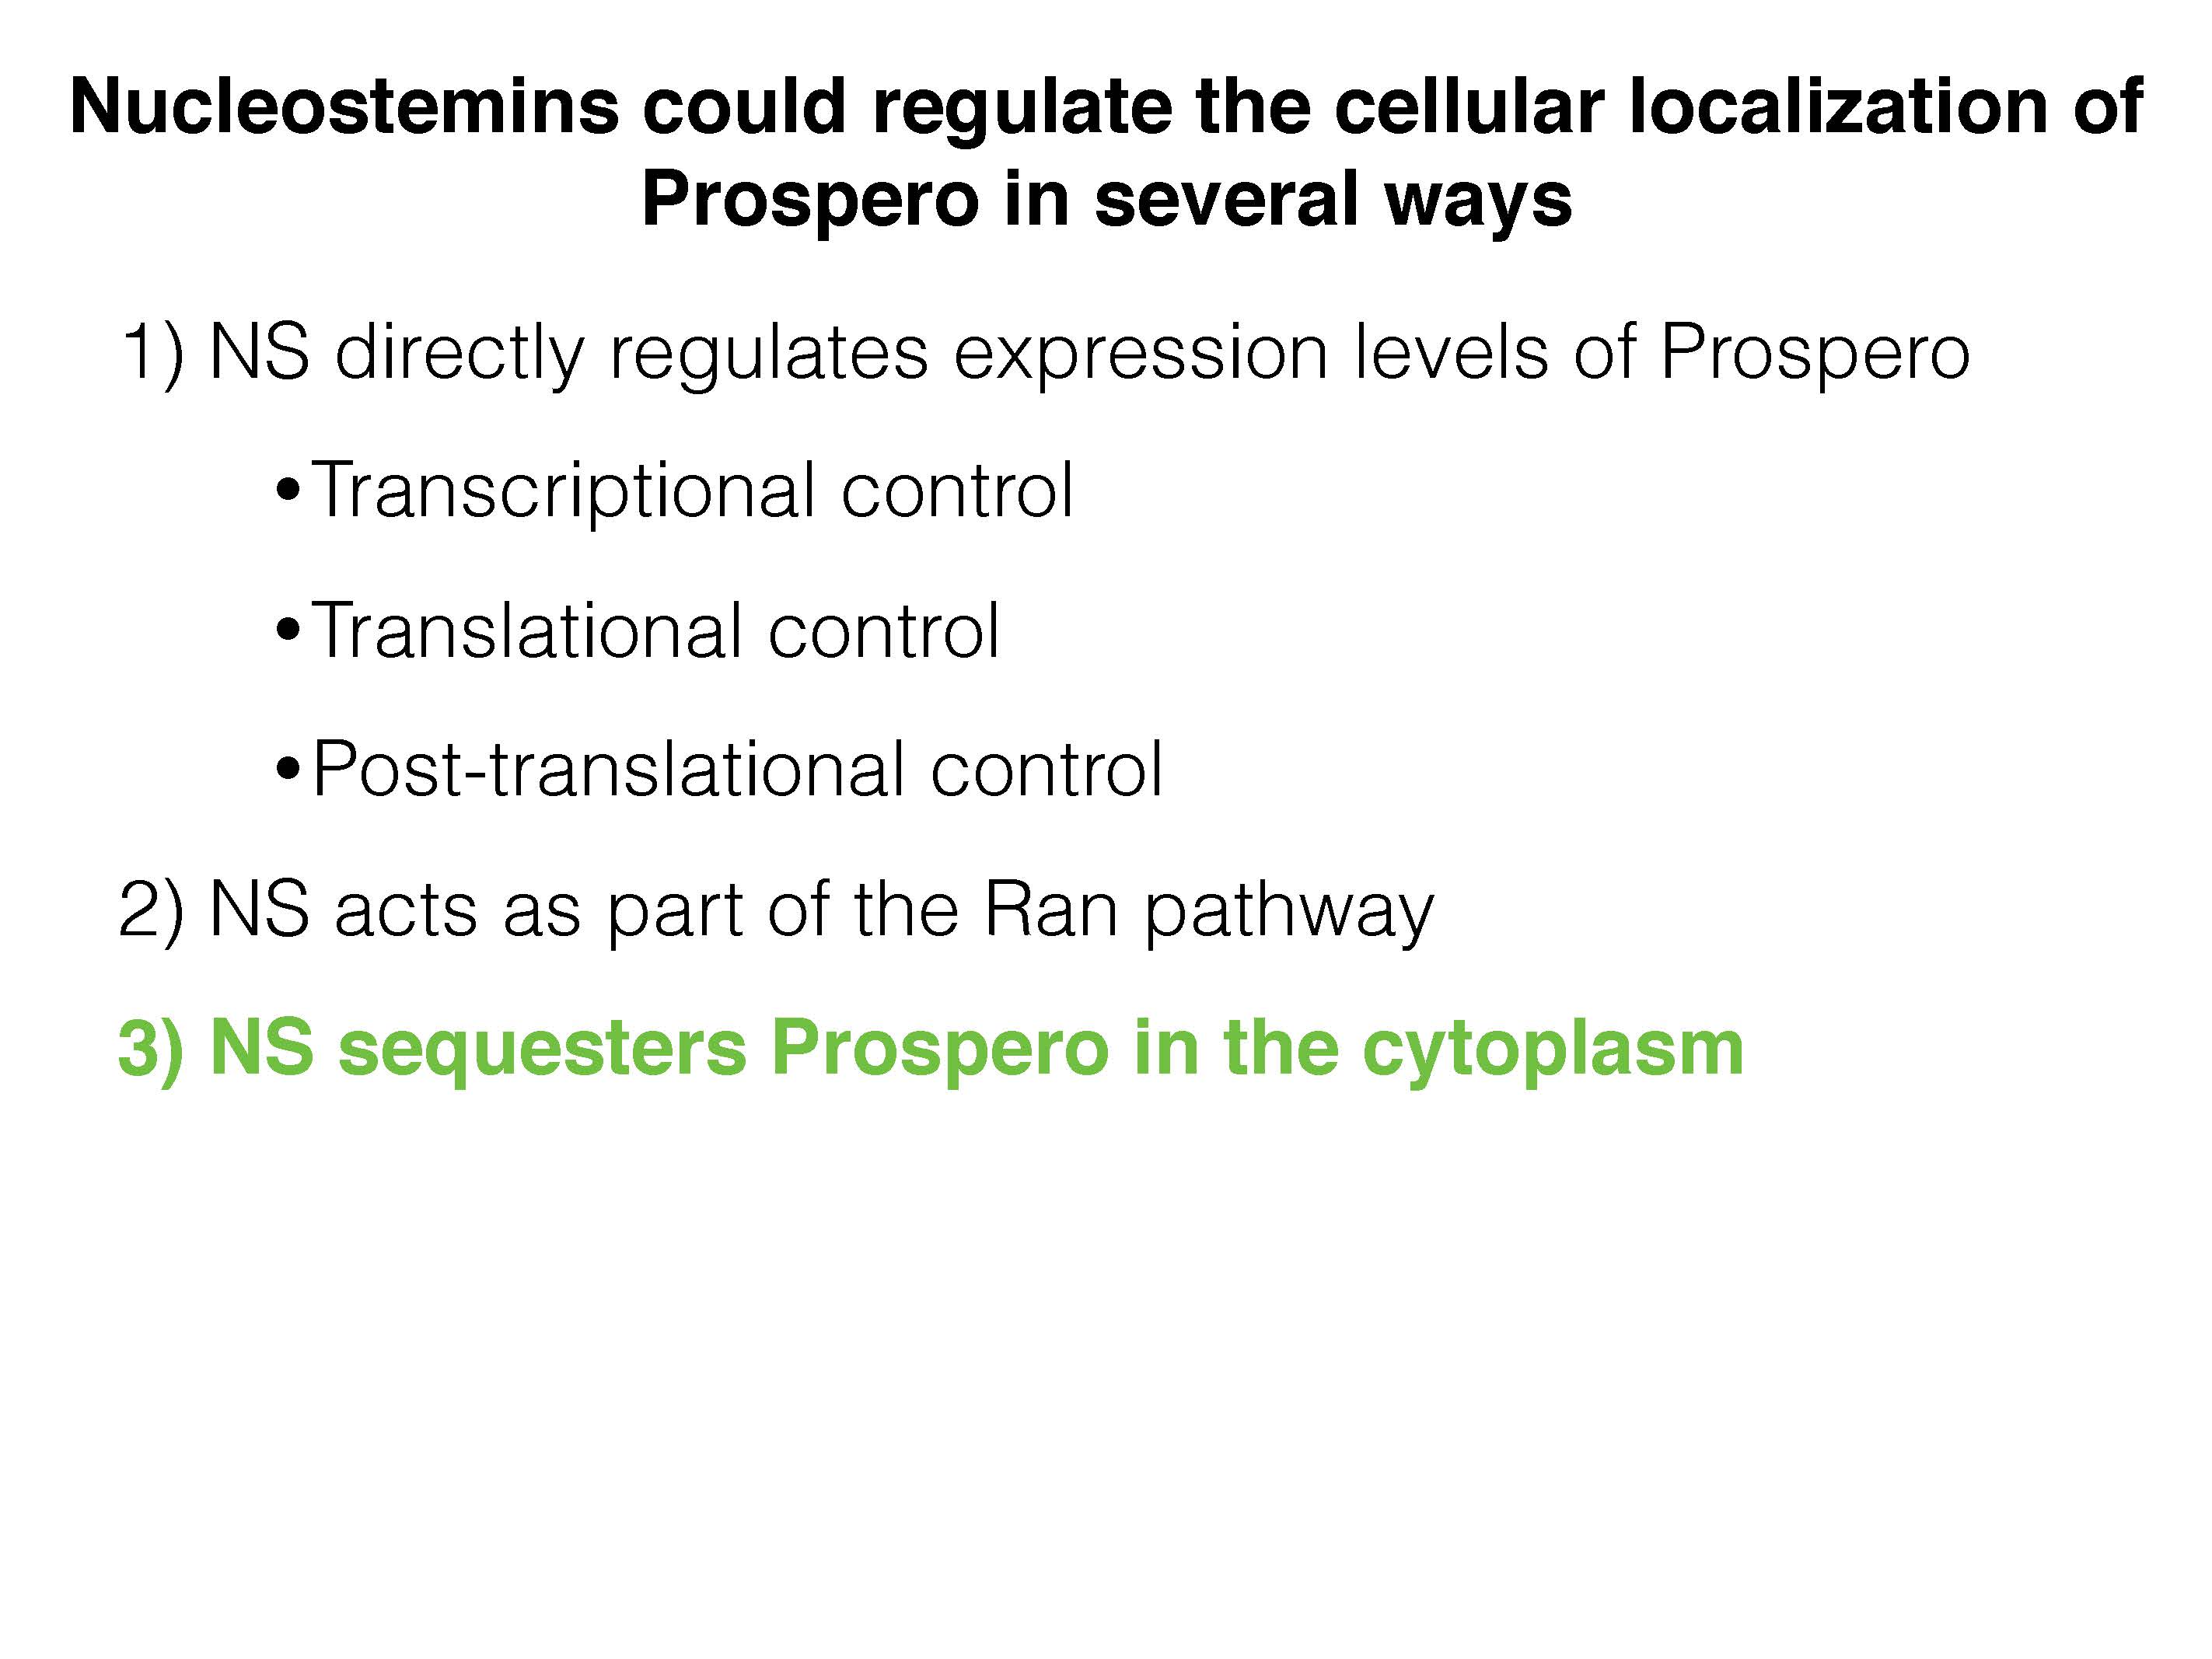 Nucleostemins could regulate the cellular localization of
Prospero in several ways
1) NS directly regulates expression levels of Prospero
•Transcriptional control
•Translational control
•Post-translational control
2) NS acts as part of the Ran pathway
3) NS sequesters Prospero in the cytoplasm